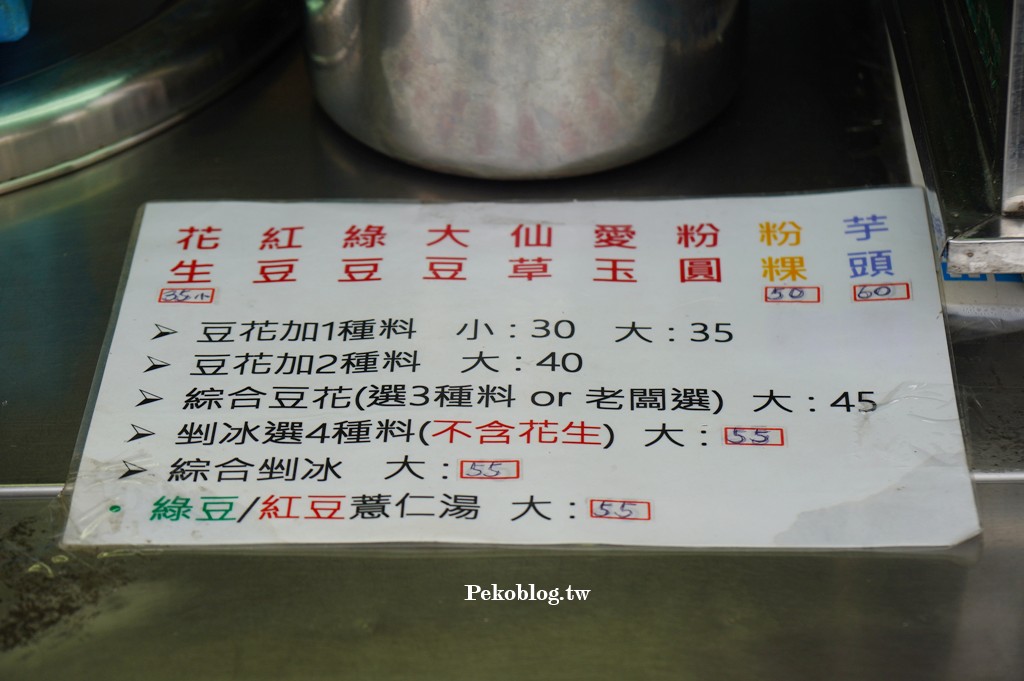 花生 紅豆 綠豆 大豆 仙草 愛玉 粉圓 粉粿 芋頭
35小 50 60
➢ 豆花加1種料 小:30 大:35
➢ 豆花加2種料 大:40
➢ 綜合豆花(選3種料 or 老闆選) 大:45
➢ 剉冰選4種料(不含花生) 大:55
➢ 綜合剉冰 大:55
• 綠豆/紅豆薏仁湯 大:55
Pekoblog.tw